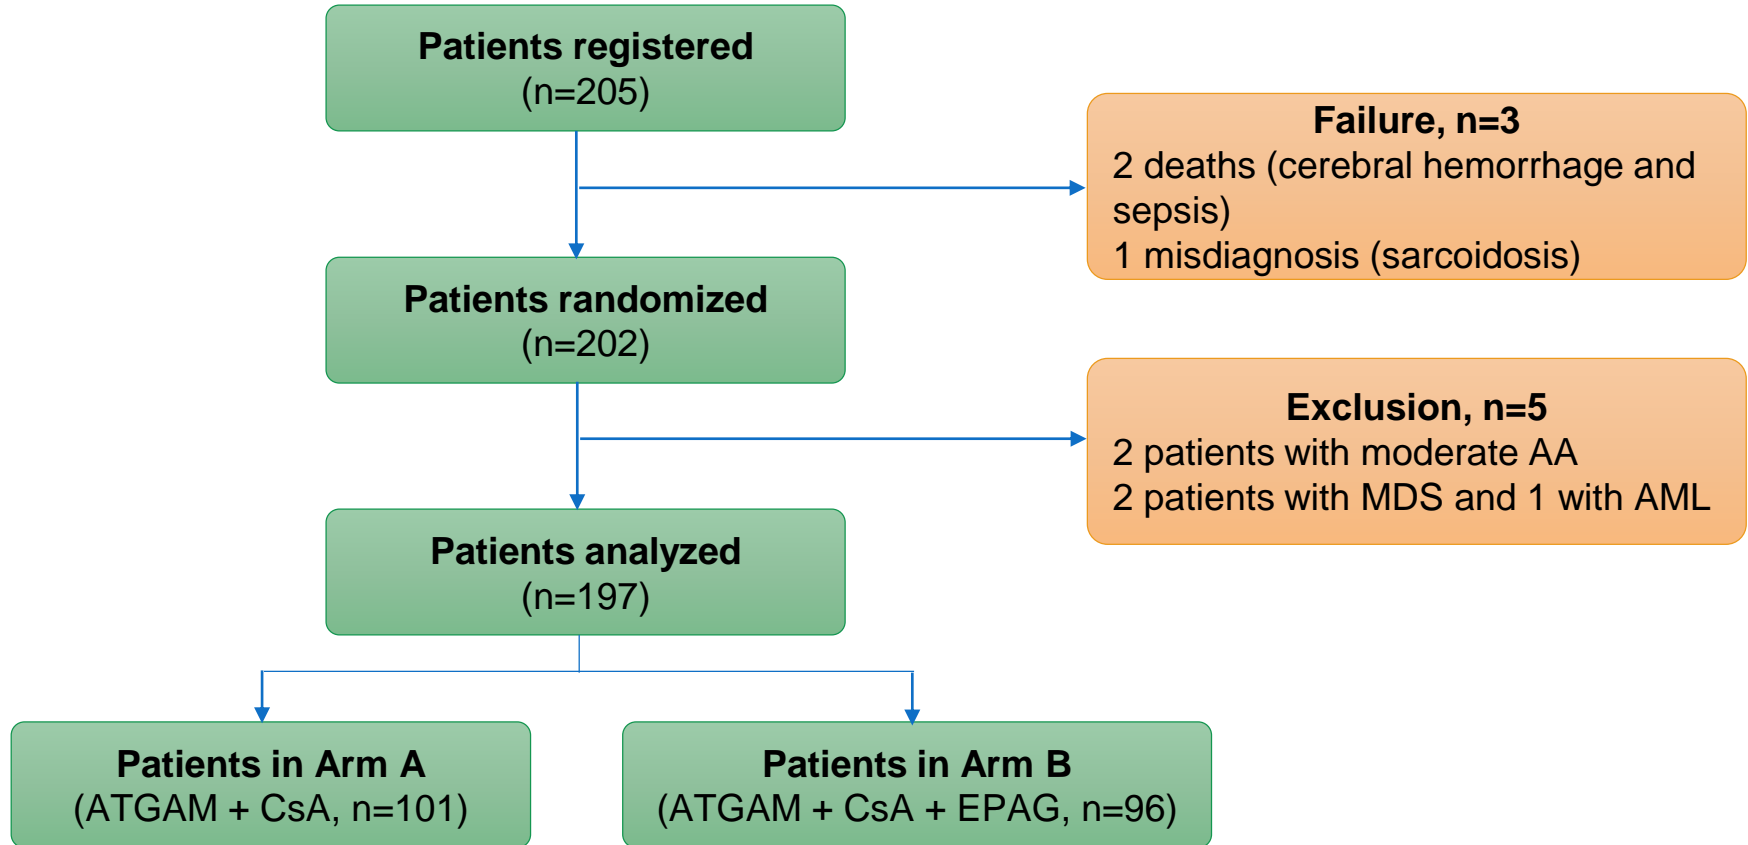 Patients registered
(n=205)
Failure, n=3
2 deaths (cerebral hemorrhage and
sepsis)
1 misdiagnosis (sarcoidosis)
Patients randomized
(n=202)
Exclusion, n=5
2 patients with moderate AA
2 patients with MDS and 1 with AML
Patients analyzed
(n=197)
Patients in Arm A
(ATGAM + CsA, n=101)
Patients in Arm B
(ATGAM + CsA + EPAG, n=96)